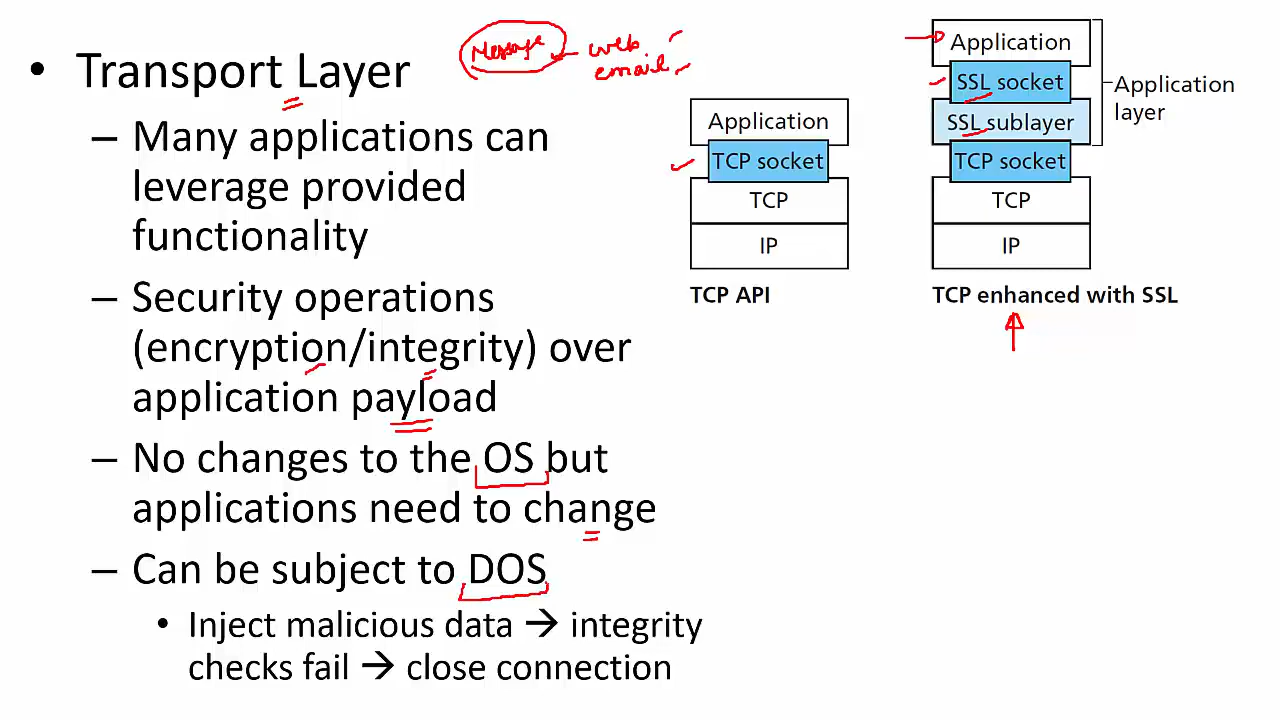 • Transport Layer
– Many applications can
leverage provided
functionality
– Security operations
(encryption/integrity) over
application payload
– No changes to the OS but
applications need to change
– Can be subject to DOS
• Inject malicious data → integrity
checks fail → close connection
Message
web
email
Application
TCP socket
TCP
IP
TCP API
Application
SSL socket
SSL sublayer
TCP socket
TCP
IP
TCP enhanced with SSL
Application
layer